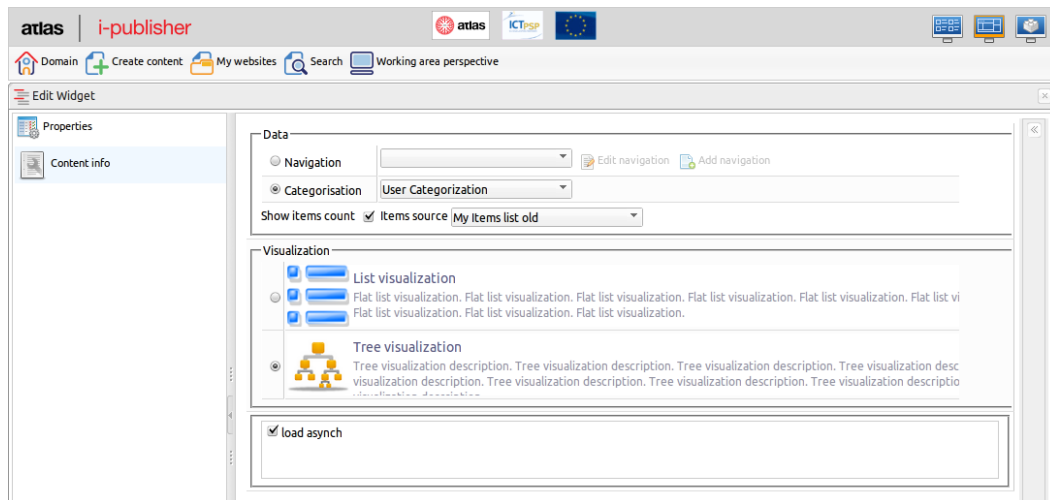 atlas i-publisher atlas ICTPSP
Domain Create content My websites Search Working area perspective
Edit Widget
Properties
Content info
Data
Navigation Edit navigation Add navigation
Categorisation User Categorization
Show items count Items source My Items list old
Visualization
List visualization
Flat list visualization. Flat list visualization. Flat list visualization. Flat list visualization. Flat list visualization. Flat list vi
Flat list visualization. Flat list visualization. Flat list visualization.
Tree visualization
Tree visualization description. Tree visualization description. Tree visualization description. Tree visualization desc
visualization description. Tree visualization description. Tree visualization description. Tree visualization descriptio
visualization description
load asynch